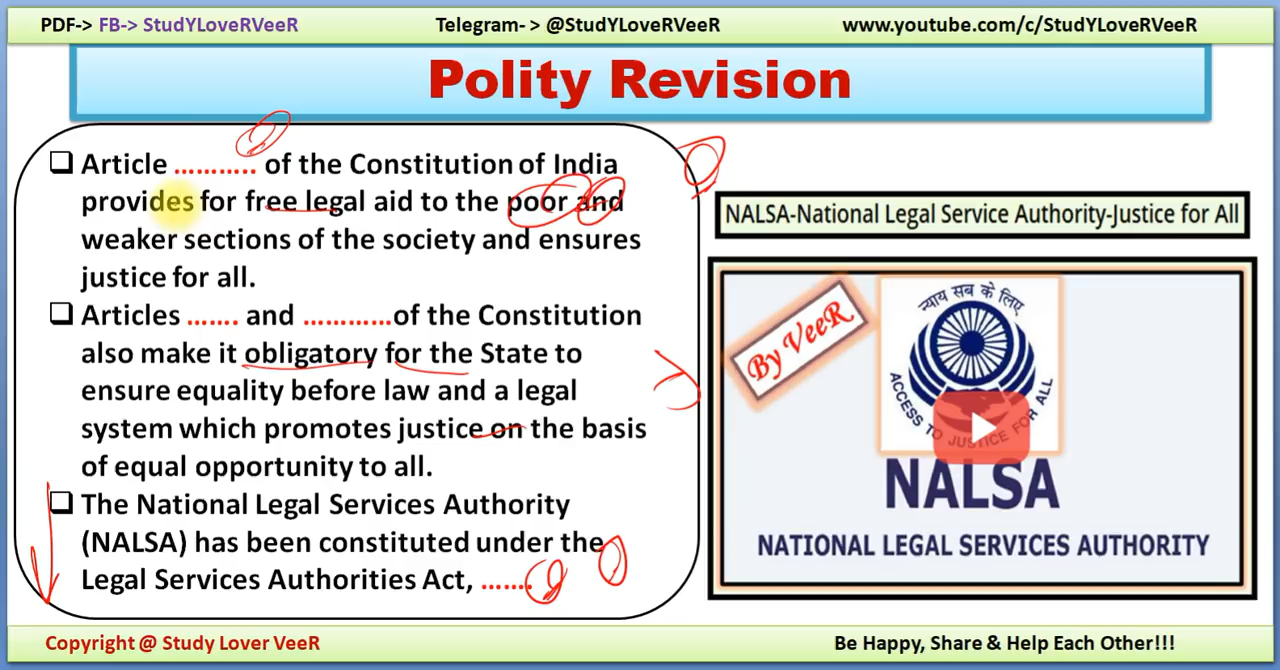 PDF-> FB-> StudYLoveRVeeR Telegram- > @StudYLoveRVeeR www.youtube.com/c/StudYLoveRVeeR
Polity Revision
❑ Article ……….. of the Constitution of India
provides for free legal aid to the poor and
weaker sections of the society and ensures
justice for all.
❑ Articles ……. and …………of the Constitution
also make it obligatory for the State to
ensure equality before law and a legal
system which promotes justice on the basis
of equal opportunity to all.
❑ The National Legal Services Authority
(NALSA) has been constituted under the
Legal Services Authorities Act, …….
NALSA-National Legal Service Authority-Justice for All
By VeeR
न्याय सब के लिए
ACCESS TO JUSTICE FOR ALL
NALSA
NATIONAL LEGAL SERVICES AUTHORITY
Copyright @ Study Lover VeeR Be Happy, Share & Help Each Other!!!